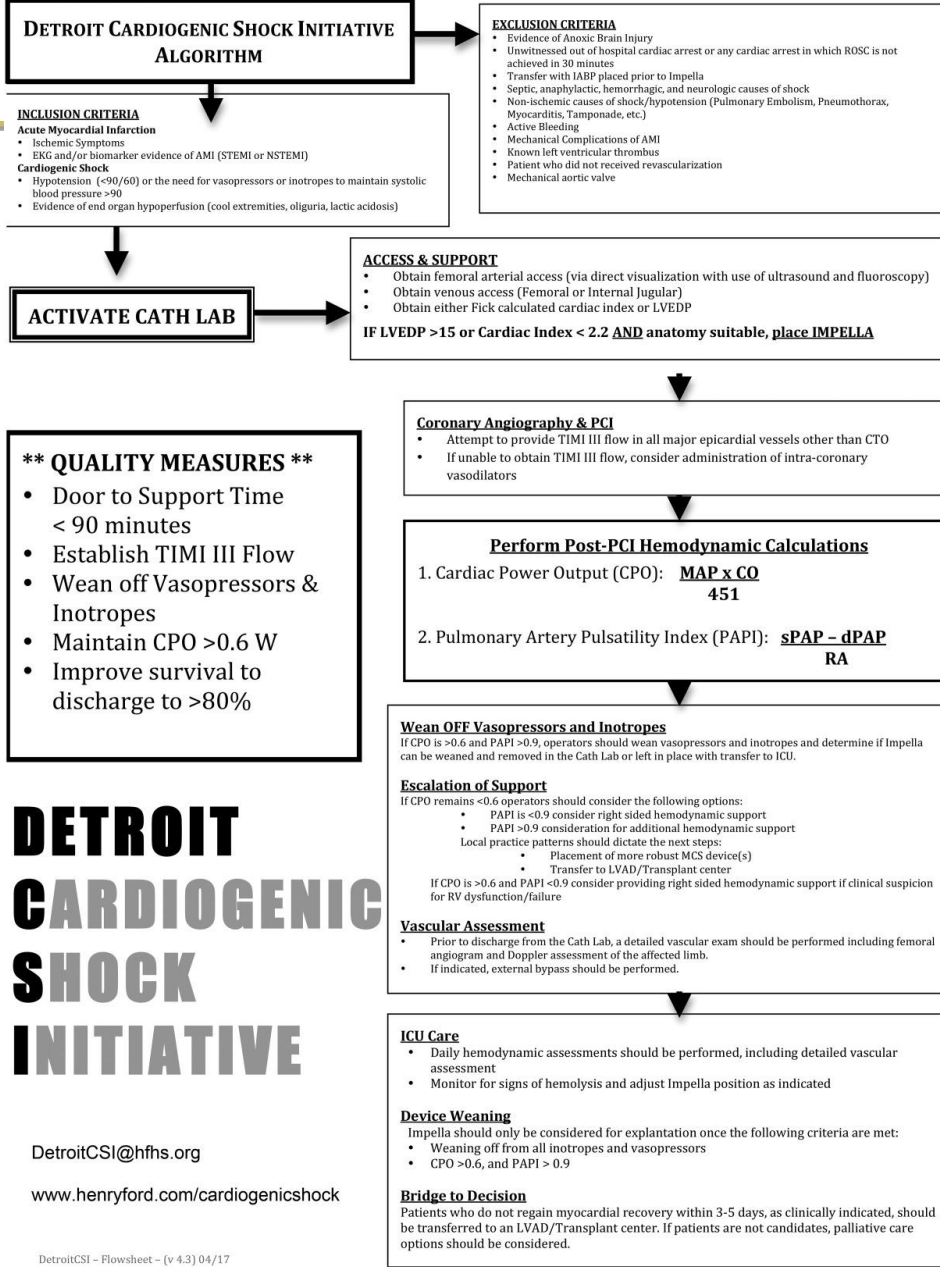 DETROIT CARDIOGENIC SHOCK INITIATIVE
ALGORITHM
EXCLUSION CRITERIA
• Evidence of Anoxic Brain Injury
• Unwitnessed out of hospital cardiac arrest or any cardiac arrest in which ROSC is not
achieved in 30 minutes
• Transfer with IABP placed prior to Impella
• Septic, anaphylactic, hemorrhagic, and neurologic causes of shock
• Non-ischemic causes of shock/hypotension (Pulmonary Embolism, Pneumothorax,
Myocarditis, Tamponade, etc.)
• Active Bleeding
• Mechanical Complications of AMI
• Known left ventricular thrombus
• Patient who did not received revascularization
• Mechanical aortic valve
INCLUSION CRITERIA
Acute Myocardial Infarction
• Ischemic Symptoms
• EKG and/or biomarker evidence of AMI (STEMI or NSTEMI)
Cardiogenic Shock
• Hypotension (<90/60) or the need for vasopressors or inotropes to maintain systolic
blood pressure >90
• Evidence of end organ hypoperfusion (cool extremities, oliguria, lactic acidosis)
ACTIVATE CATH LAB
ACCESS & SUPPORT
• Obtain femoral arterial access (via direct visualization with use of ultrasound and fluoroscopy)
• Obtain venous access (Femoral or Internal Jugular)
• Obtain either Fick calculated cardiac index or LVEDP
IF LVEDP >15 or Cardiac Index < 2.2 AND anatomy suitable, place IMPELLA
Coronary Angiography & PCI
• Attempt to provide TIMI III flow in all major epicardial vessels other than CTO
• If unable to obtain TIMI III flow, consider administration of intra-coronary
vasodilators
** QUALITY MEASURES **
• Door to Support Time
< 90 minutes
• Establish TIMI III Flow
• Wean off Vasopressors &
Inotropes
• Maintain CPO >0.6 W
• Improve survival to
discharge to >80%
Perform Post-PCI Hemodynamic Calculations
1. Cardiac Power Output (CPO): MAP x CO
451
2. Pulmonary Artery Pulsatility Index (PAPI): sPAP – dPAP
RA
Wean OFF Vasopressors and Inotropes
If CPO is >0.6 and PAPI >0.9, operators should wean vasopressors and inotropes and determine if Impella
can be weaned and removed in the Cath Lab or left in place with transfer to ICU.
Escalation of Support
If CPO remains <0.6 operators should consider the following options:
• PAPI is <0.9 consider right sided hemodynamic support
• PAPI >0.9 consideration for additional hemodynamic support
Local practice patterns should dictate the next steps:
• Placement of more robust MCS device(s)
• Transfer to LVAD/Transplant center
If CPO is >0.6 and PAPI <0.9 consider providing right sided hemodynamic support if clinical suspicion
for RV dysfunction/failure
Vascular Assessment
• Prior to discharge from the Cath Lab, a detailed vascular exam should be performed including femoral
angiogram and Doppler assessment of the affected limb.
• If indicated, external bypass should be performed.
ICU Care
• Daily hemodynamic assessments should be performed, including detailed vascular
assessment
• Monitor for signs of hemolysis and adjust Impella position as indicated
Device Weaning
Impella should only be considered for explantation once the following criteria are met:
• Weaning off from all inotropes and vasopressors
• CPO >0.6, and PAPI > 0.9
Bridge to Decision
Patients who do not regain myocardial recovery within 3-5 days, as clinically indicated, should
be transferred to an LVAD/Transplant center. If patients are not candidates, palliative care
options should be considered.
DETROIT
CARDIOGENIC
SHOCK
INITIATIVE
DetroitCSI@hfhs.org
www.henryford.com/cardiogenicshock
DetroitCSI – Flowsheet – (v 4.3) 04/17